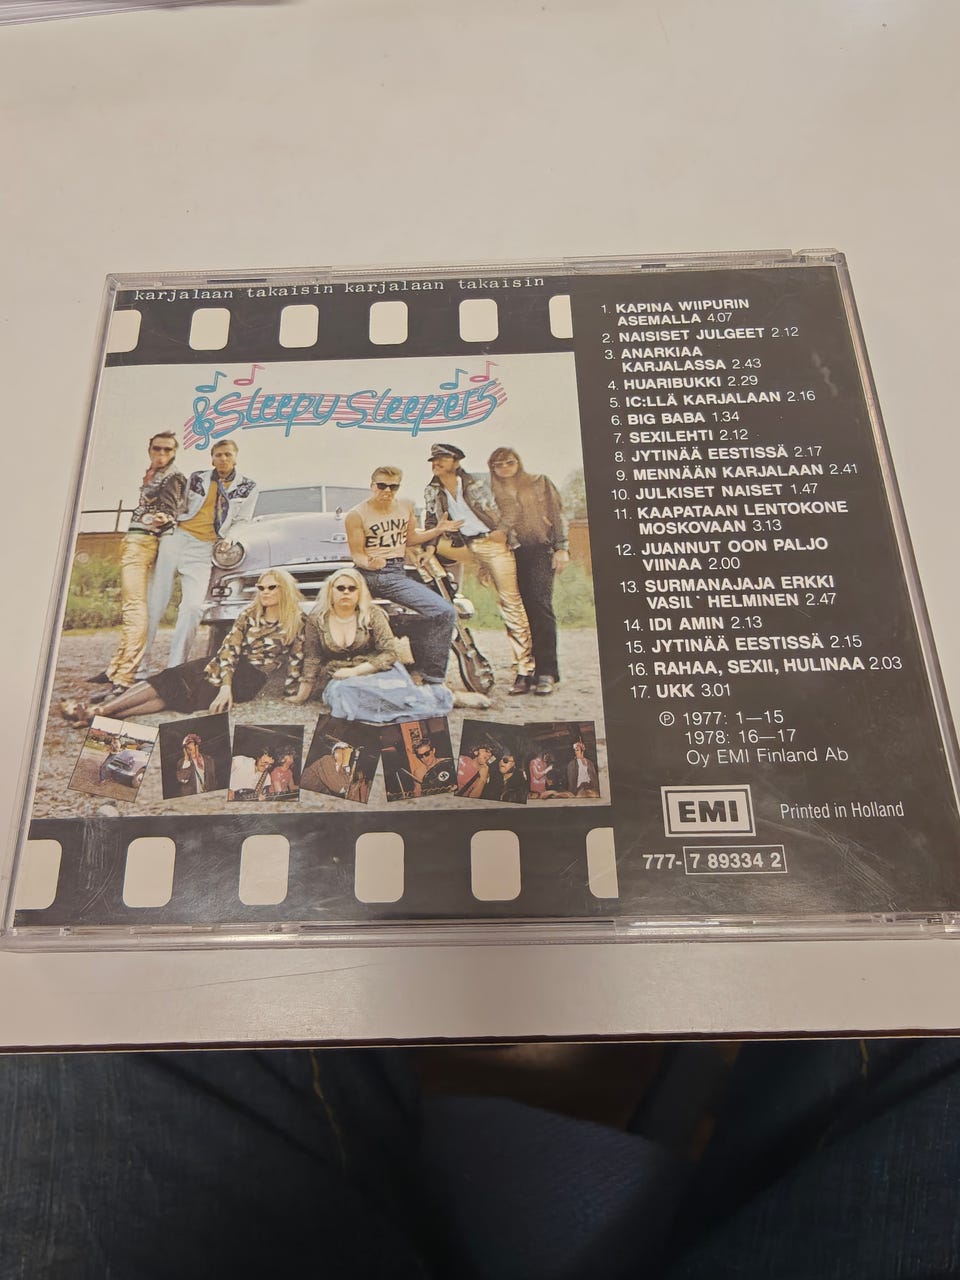 karjalaan takaisin karjalaan takaisin
Sleepy Sleepers
PUNK
ELVIS
1. KAPINA WIIPURIN
ASEMALLA 4.07
2. NAISISET JULGEET 2.12
3. ANARKIAA
KARJALASSA 2.43
4. HUARIBUKKI 2.29
5. IC:LLÄ KARJALAAN 2.16
6. BIG BABA 1.34
7. SEXILEHTI 2.12
8. JYTINÄÄ EESTISSÄ 2.17
9. MENNÄÄN KARJALAAN 2.41
10. JULKISET NAISET 1.47
11. KAAPATAAN LENTOKONE
MOSKOVAAN 3.13
12. JUANNUT OON PALJO
VIINAA 2.00
13. SURMANAJAJA ERKKI
VASIL` HELMINEN 2.47
14. IDI AMIN 2.13
15. JYTINÄÄ EESTISSÄ 2.15
16. RAHAA, SEXII, HULINAA 2.03
17. UKK 3.01
℗ 1977: 1—15
1978: 16—17
Oy EMI Finland Ab
EMI
Printed in Holland
777-7 89334 2